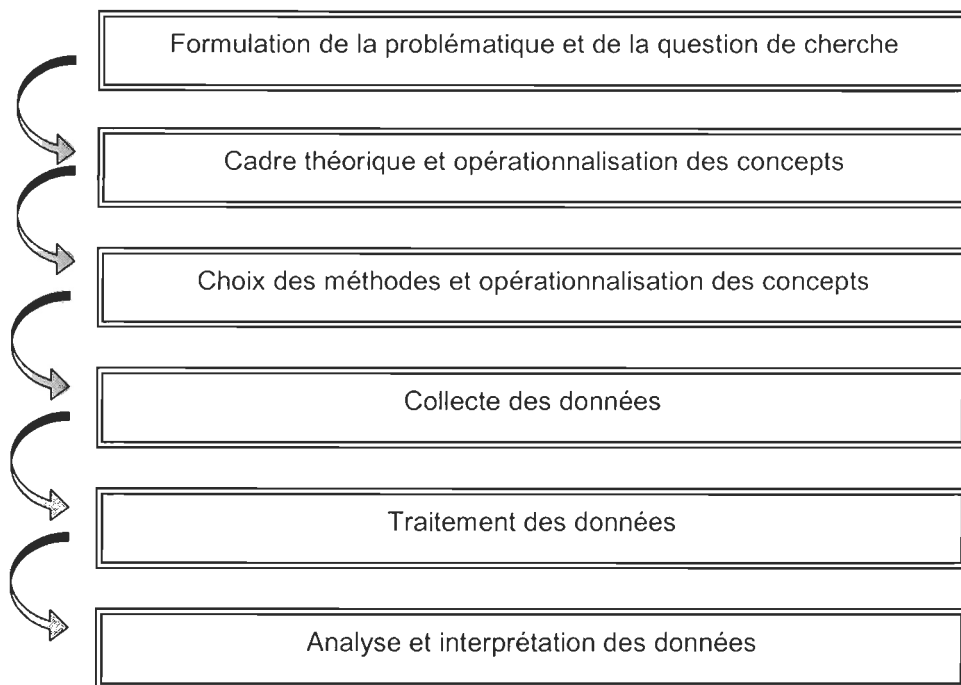 Formulation de la problématique et de la question de cherche
Cadre théorique et opérationnalisation des concepts
Choix des méthodes et opérationnalisation des concepts
Collecte des données
Traitement des données
Analyse et interprétation des données